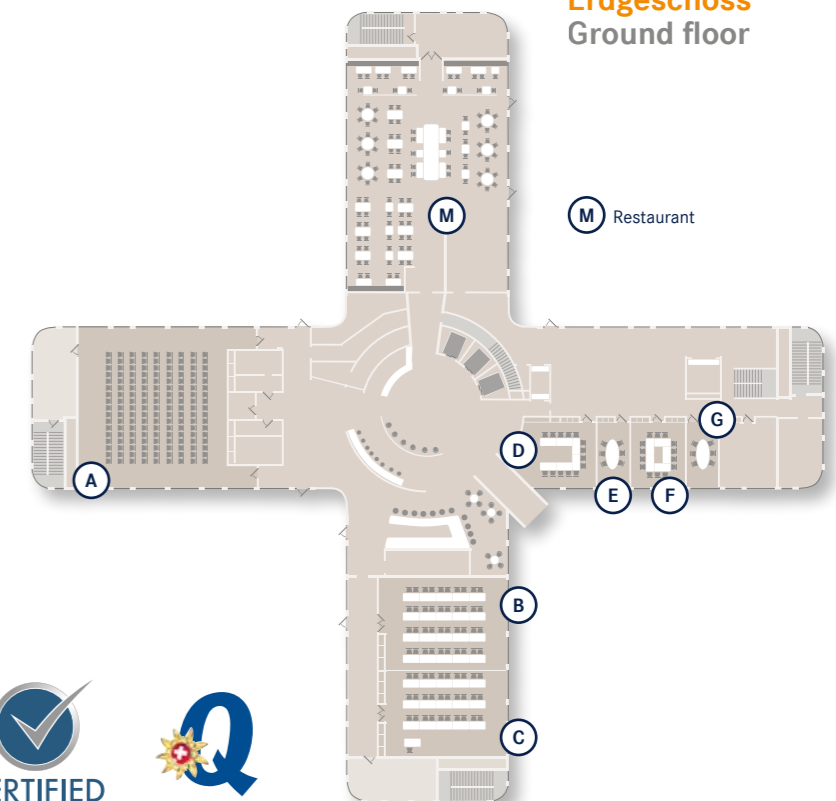 Erdgeschoss
Ground floor
M
M Restaurant
G
D
A
E
F
B
C
Q
ERTIFIED